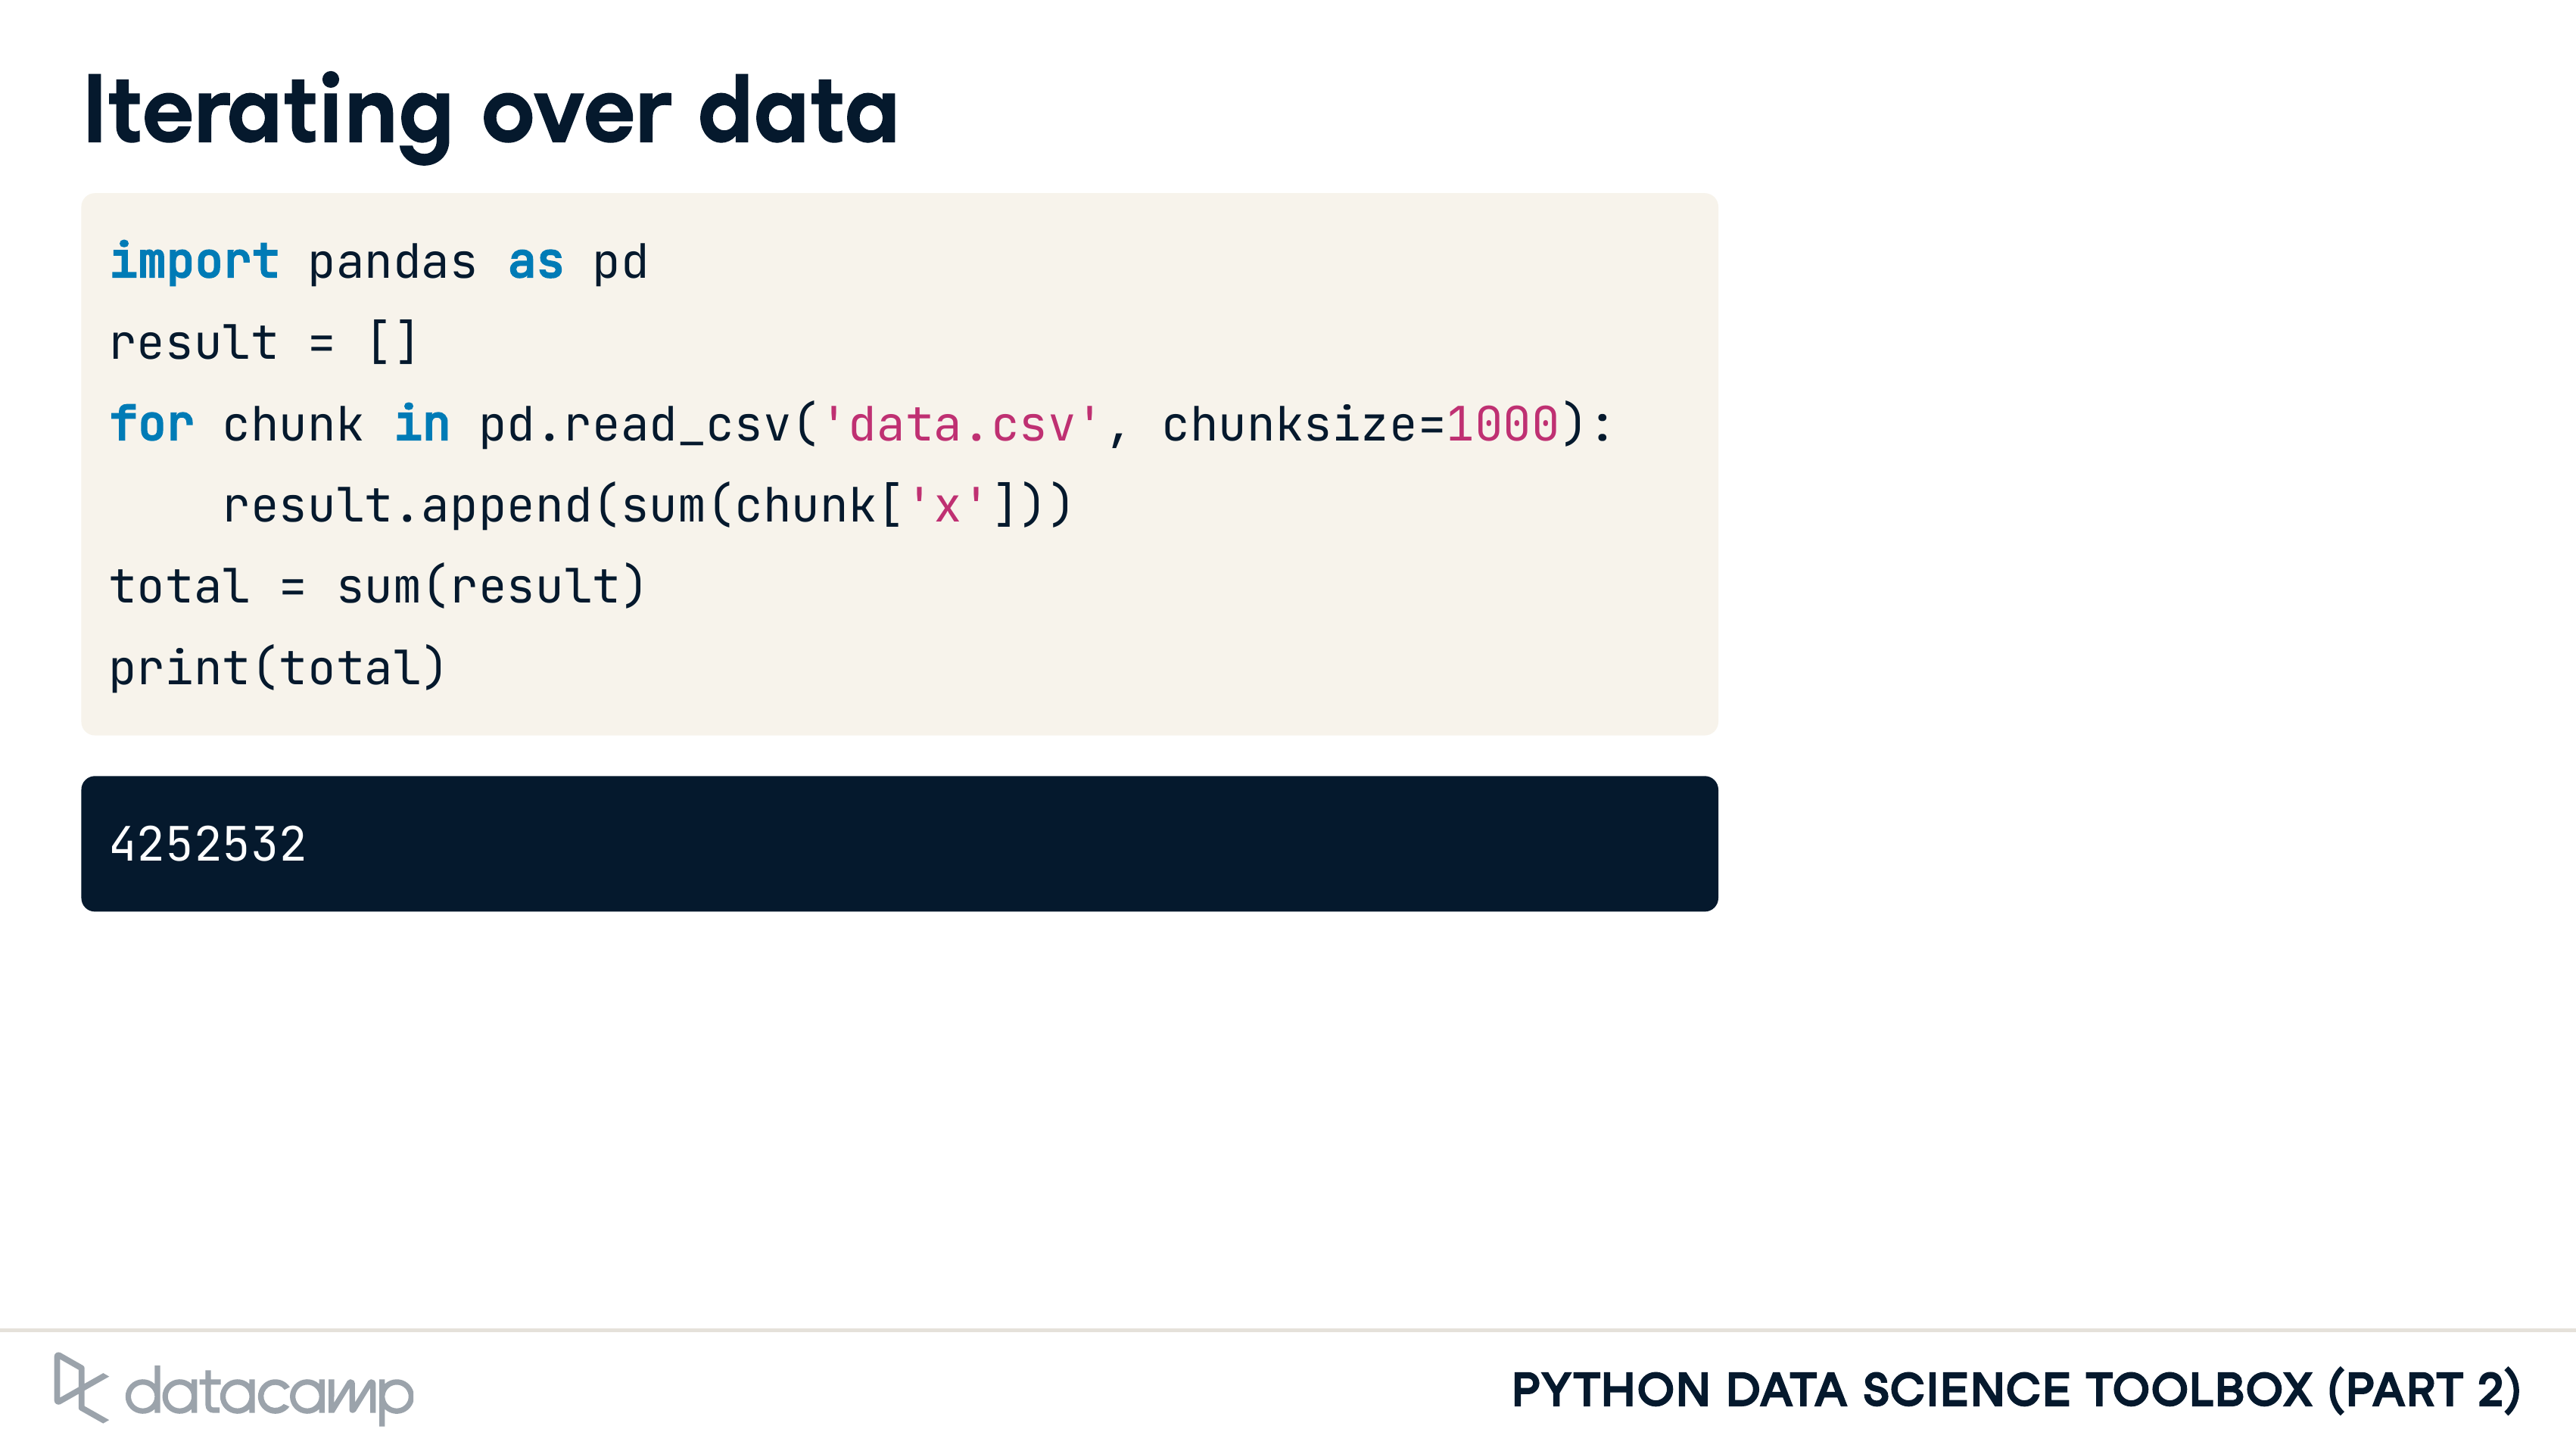 Iterating over data
import pandas as pd
result = []
for chunk in pd.read_csv('data.csv', chunksize=1000):
    result.append(sum(chunk['x']))
total = sum(result)
print(total)
4252532
datacamp
PYTHON DATA SCIENCE TOOLBOX (PART 2)